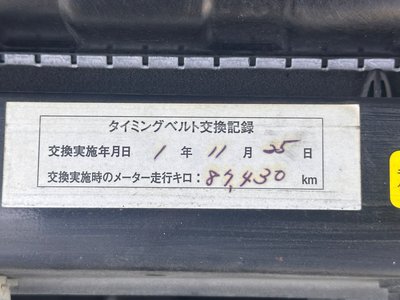 タイミングベルト交換記録
交換実施年月日 1 年 11 月 25 日
交換実施時のメーター走行キロ：87,430 km